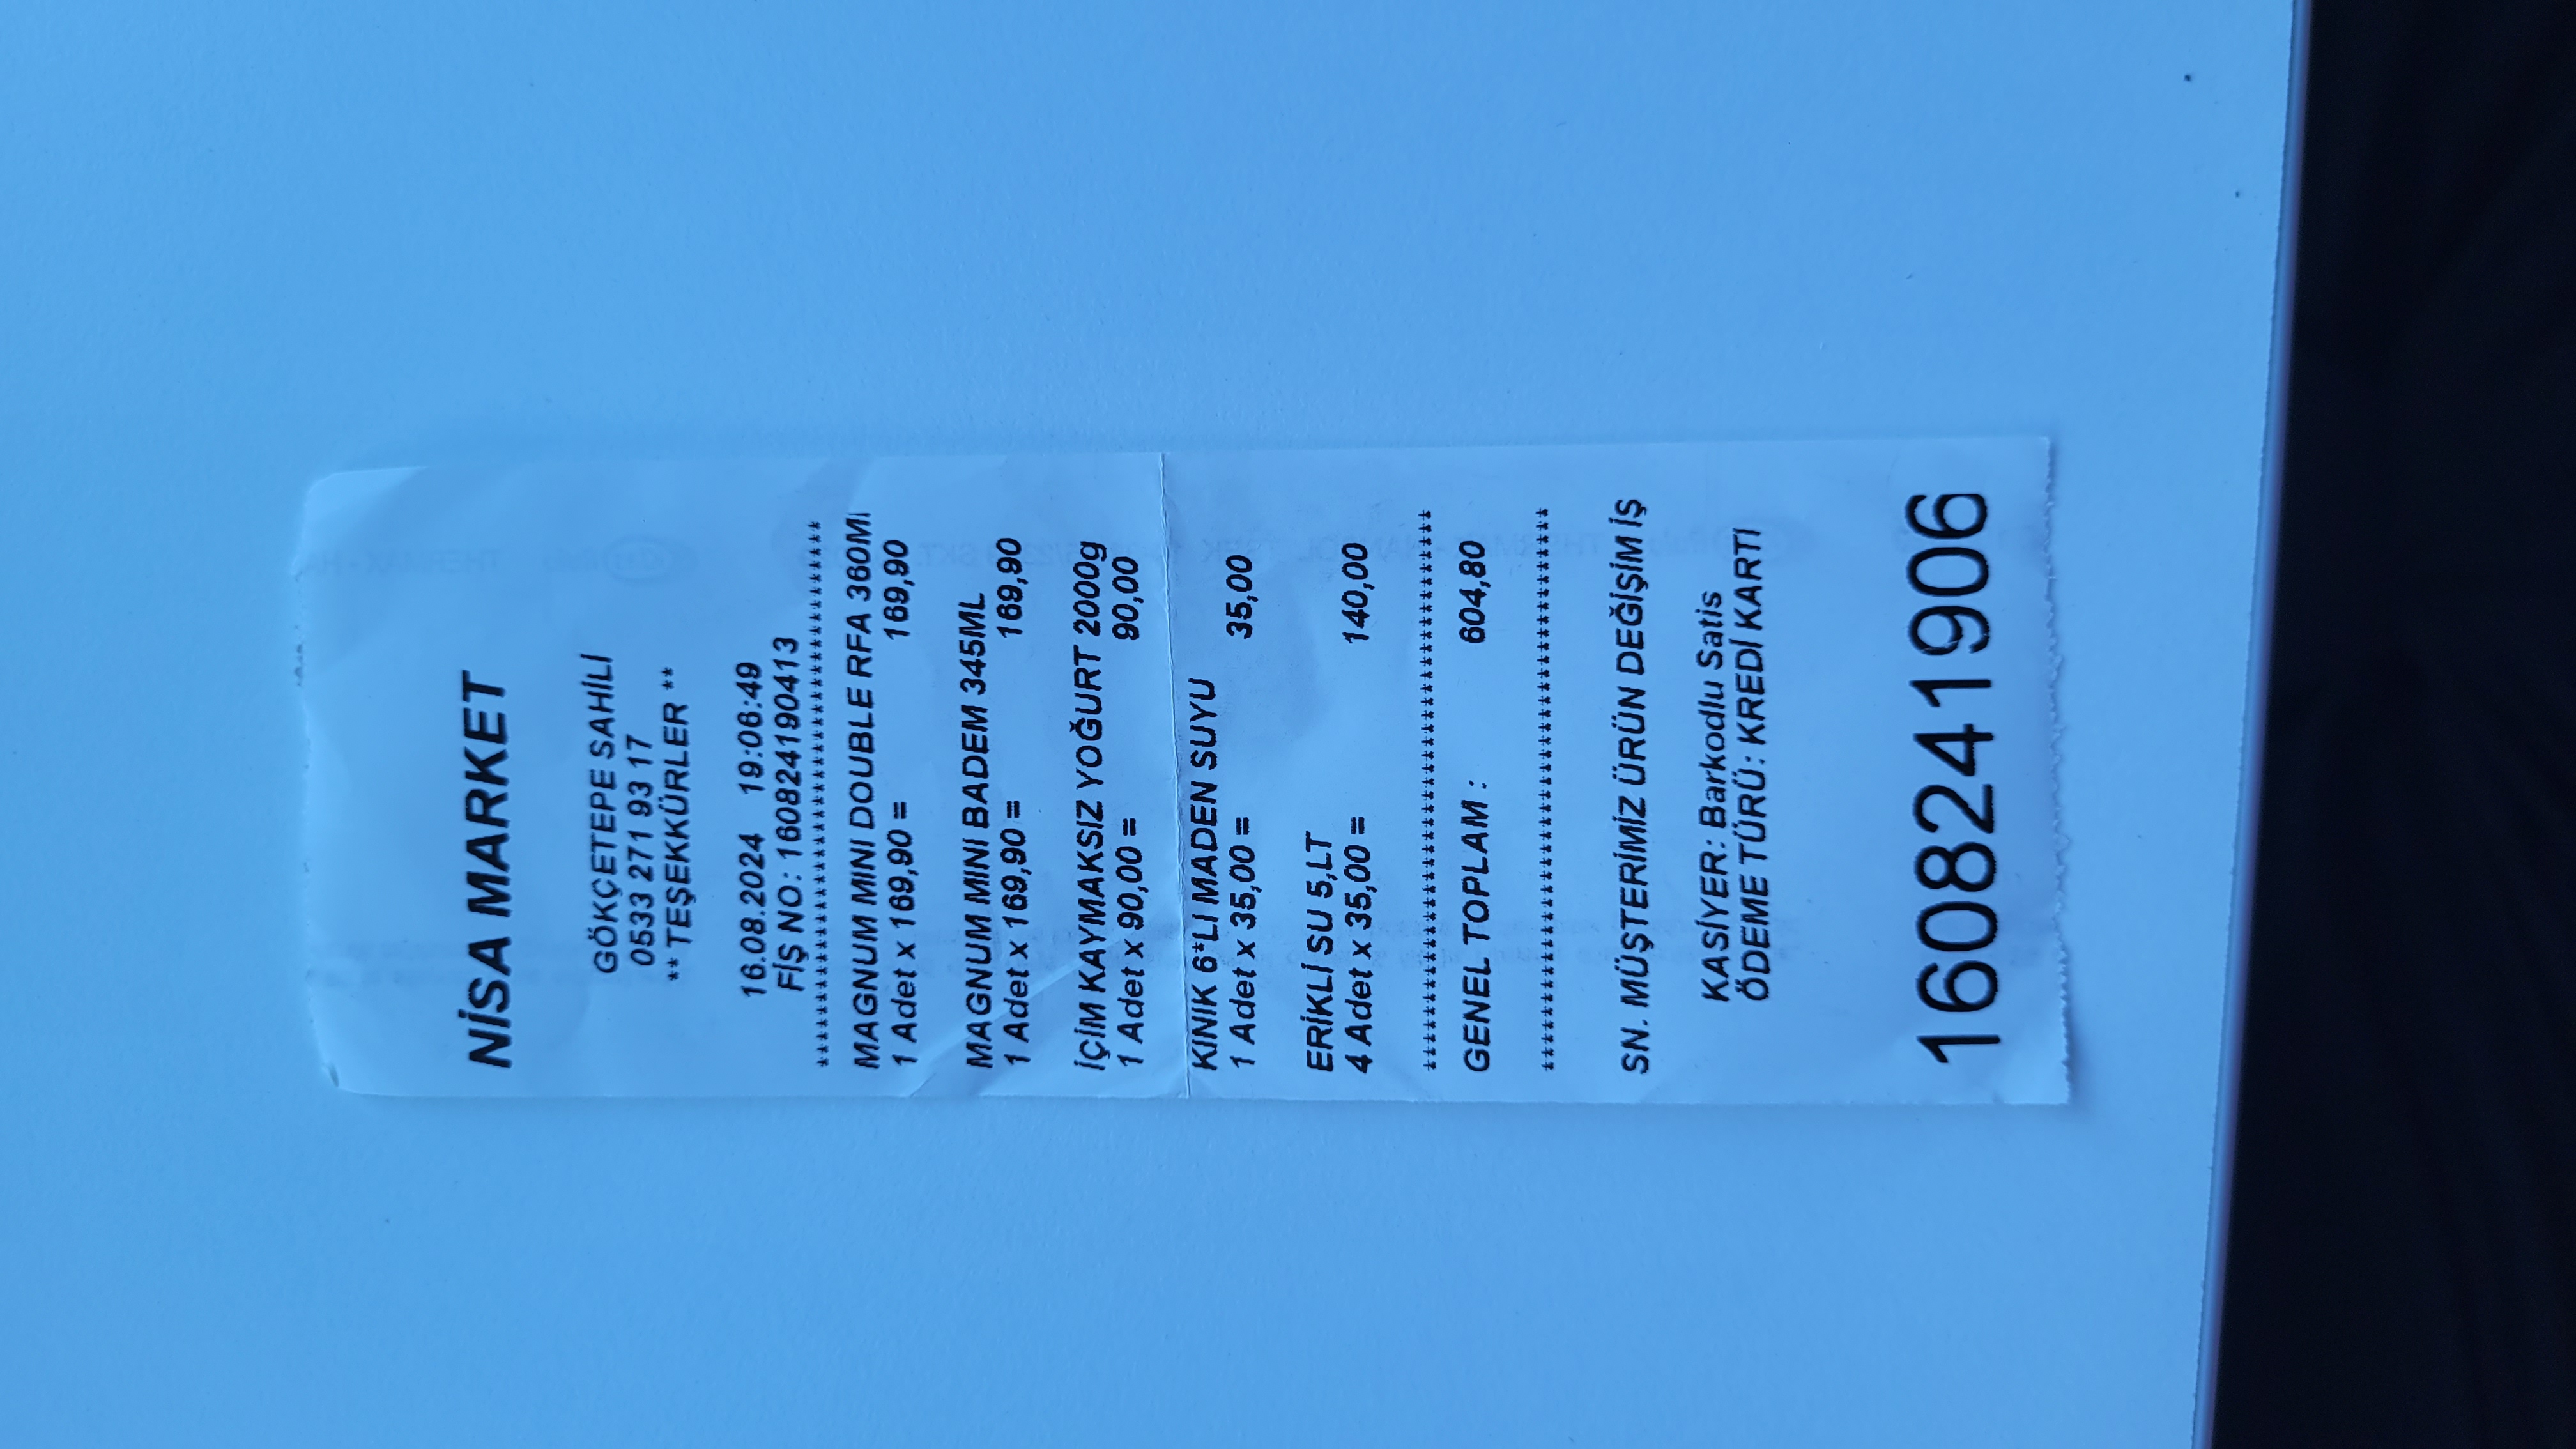 NİSA MARKET
GÖKÇETEPE SAHİLİ
0533 271 93 17
** TEŞEKKÜRLER **
16.08.2024 19:06:49
FİŞ NO: 160824190413
******************************************
MAGNUM MINI DOUBLE RFA 360Ml
1 Adet x 169,90 = 169,90
MAGNUM MINI BADEM 345ML
1 Adet x 169,90 = 169,90
İÇİM KAYMAKSIZ YOĞURT 2000g
1 Adet x 90,00 = 90,00
KINIK 6*LI MADEN SUYU
1 Adet x 35,00 = 35,00
ERİKLİ SU 5,LT
4 Adet x 35,00 = 140,00
******************************************
GENEL TOPLAM : 604,80
******************************************
SN. MÜŞTERİMİZ ÜRÜN DEĞİŞİM İŞ
KASİYER: Barkodlu Satis
ÖDEME TÜRÜ: KREDİ KARTI
1608241906